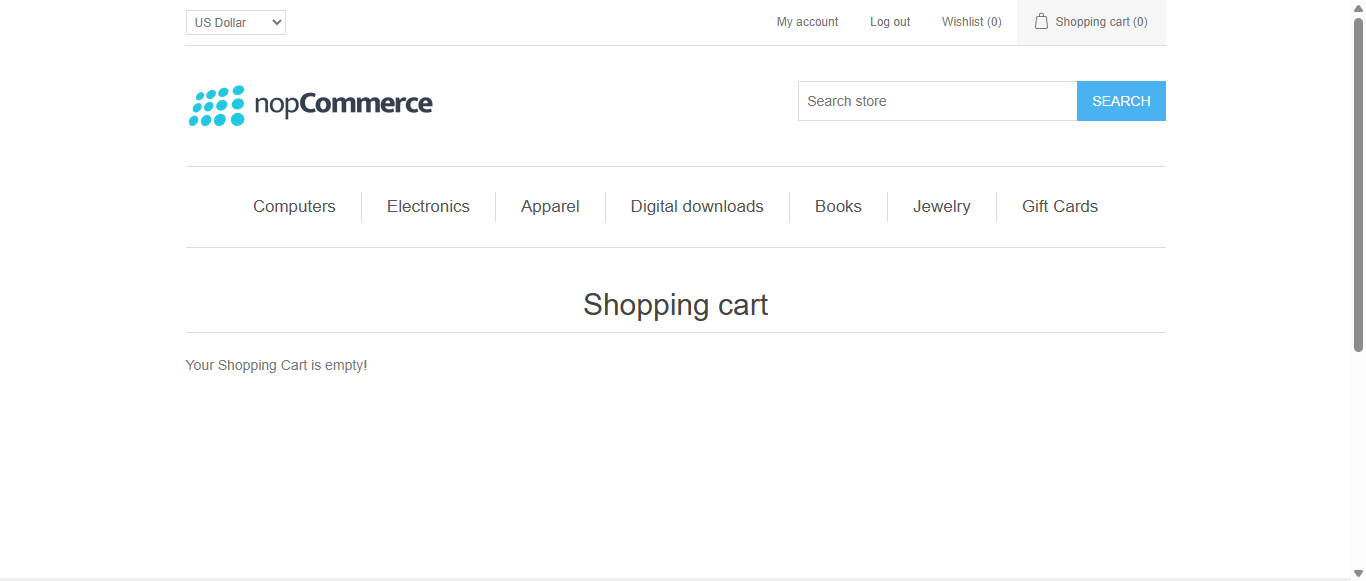 US Dollar
My account
Log out
Wishlist (0)
Shopping cart (0)
nopCommerce
Search store
SEARCH
Computers
Electronics
Apparel
Digital downloads
Books
Jewelry
Gift Cards
Shopping cart
Your Shopping Cart is empty!